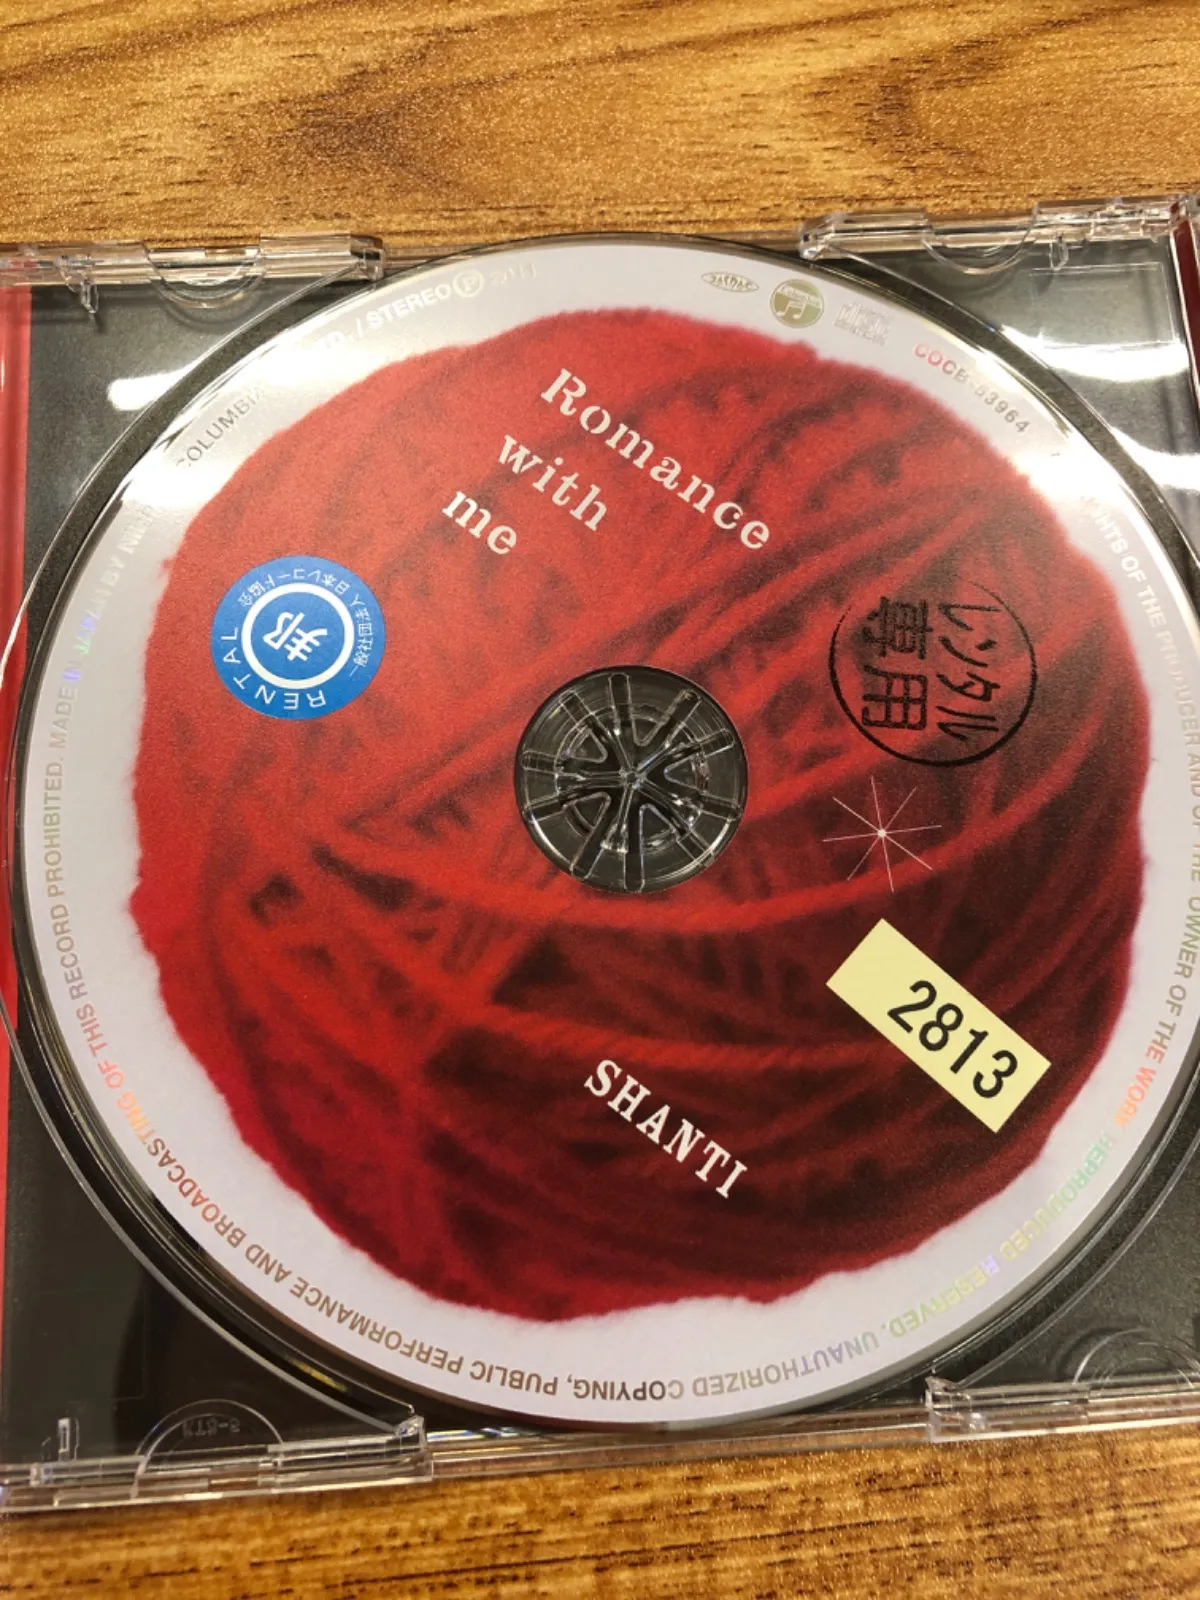 Romance
with
me
SHANTI
レンタル
専用
2813
RENTAL
邦
一般社団法人 日本レコード協会
COCB-53964
JASRAC
STEREO Ⓟ 2011
RIGHTS OF THE PRODUCER AND OF THE OWNER OF THE WORK REPRODUCED RESERVED. UNAUTHORIZED COPYING, PUBLIC PERFORMANCE AND BROADCASTING OF THIS RECORD PROHIBITED. MADE IN JAPAN BY
COLUMBIA